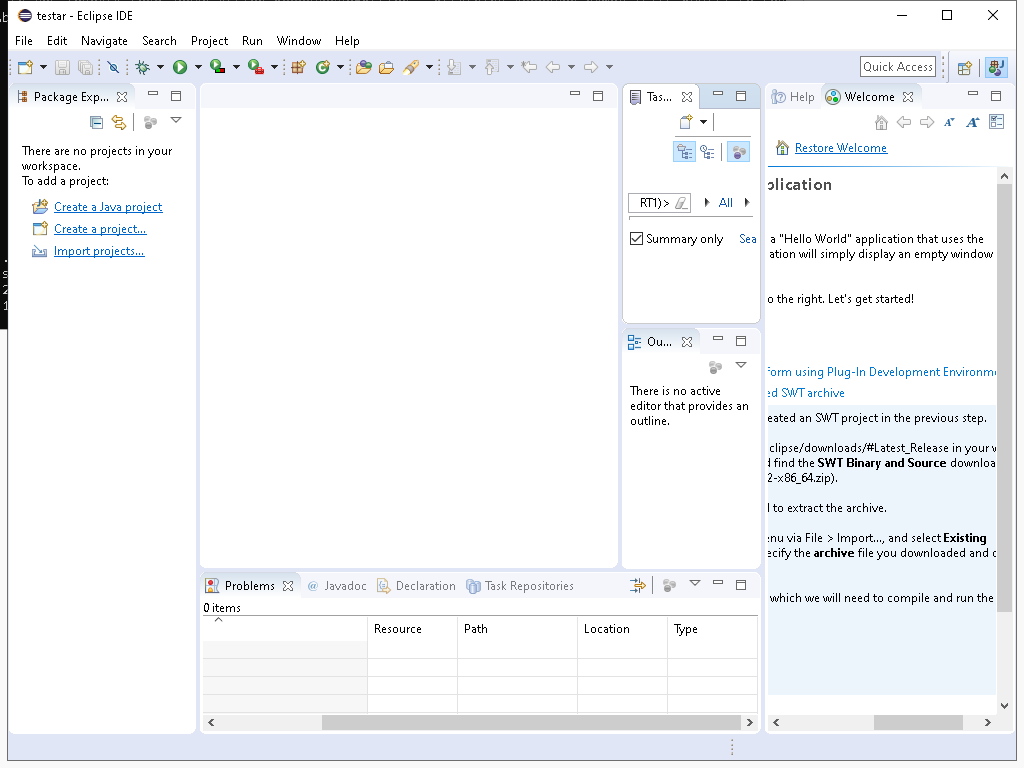 testar - Eclipse IDE
File Edit Navigate Search Project Run Window Help
Quick Access
Package Exp...
There are no projects in your
workspace.
To add a project:
Create a Java project
Create a project...
Import projects...
Tas...
RT1)> All
Summary only Sea
Ou...
There is no active
editor that provides an
outline.
Help Welcome
Restore Welcome
plication
a "Hello World" application that uses the
ation will simply display an empty window
o the right. Let's get started!
form using Plug-In Development Environme
ed SWT archive
eated an SWT project in the previous step.
clipse/downloads/#Latest_Release in your w
d find the SWT Binary and Source downloa
2-x86_64.zip).
l to extract the archive.
enu via File > Import..., and select Existing
ecify the archive file you downloaded and c
which we will need to compile and run the
Problems Javadoc Declaration Task Repositories
0 items
Resource Path Location Type